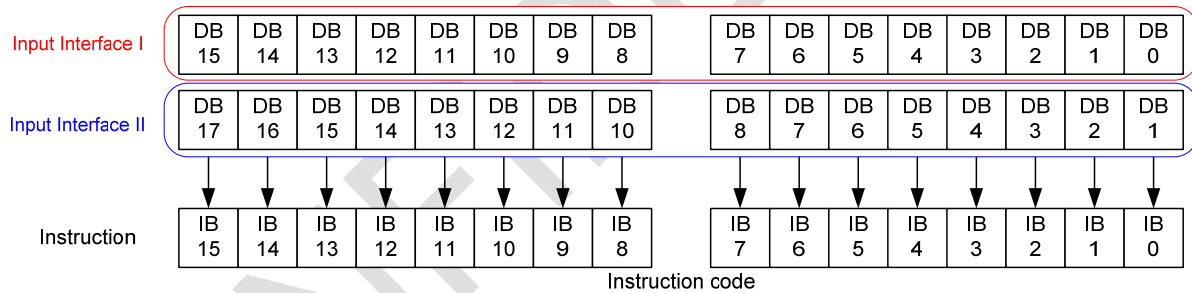 Input Interface I DB 15 DB 14 DB 13 DB 12 DB 11 DB 10 DB 9 DB 8 DB 7 DB 6 DB 5 DB 4 DB 3 DB 2 DB 1 DB 0
Input Interface II DB 17 DB 16 DB 15 DB 14 DB 13 DB 12 DB 11 DB 10 DB 8 DB 7 DB 6 DB 5 DB 4 DB 3 DB 2 DB 1
Instruction IB 15 IB 14 IB 13 IB 12 IB 11 IB 10 IB 9 IB 8 IB 7 IB 6 IB 5 IB 4 IB 3 IB 2 IB 1 IB 0
Instruction code